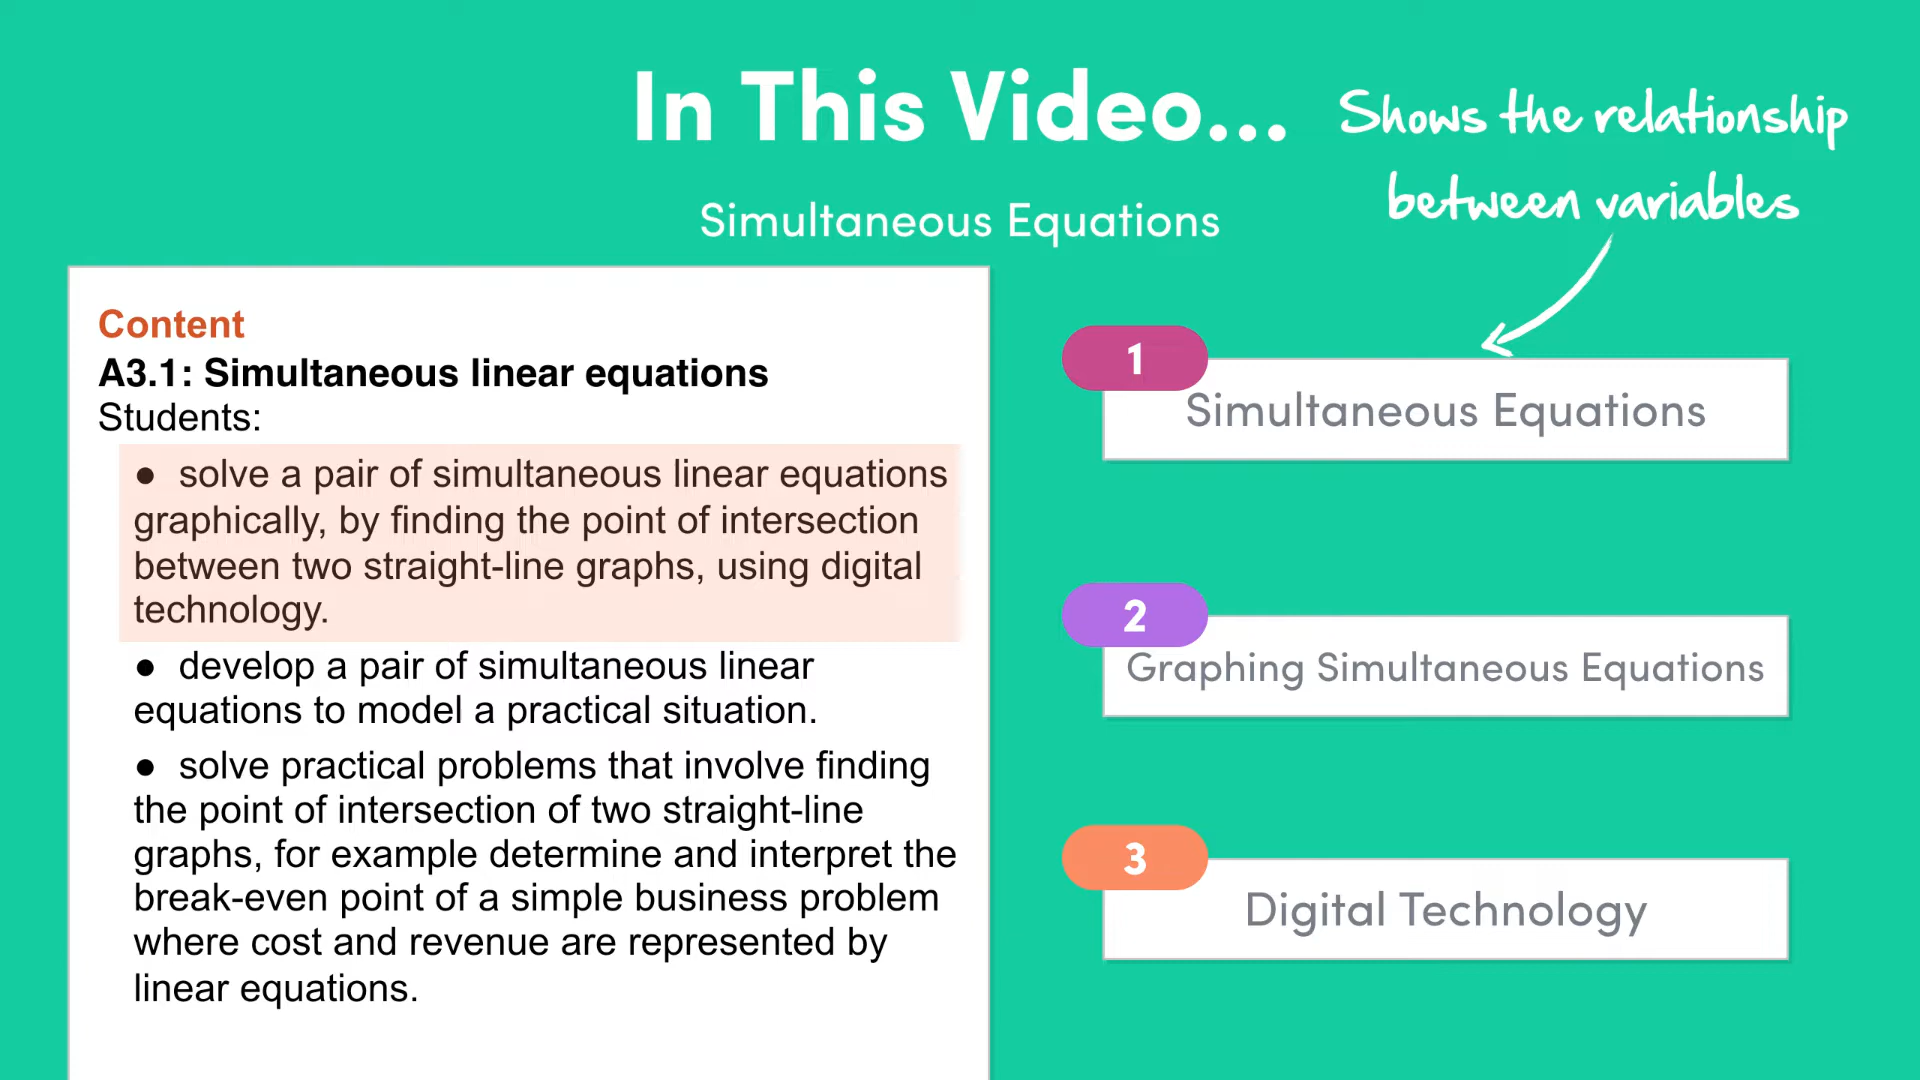 In This Video...
Shows the relationship
between variables
Simultaneous Equations
Content
A3.1: Simultaneous linear equations
Students:
● solve a pair of simultaneous linear equations
graphically, by finding the point of intersection
between two straight-line graphs, using digital
technology.
● develop a pair of simultaneous linear
equations to model a practical situation.
● solve practical problems that involve finding
the point of intersection of two straight-line
graphs, for example determine and interpret the
break-even point of a simple business problem
where cost and revenue are represented by
linear equations.
1
Simultaneous Equations
2
Graphing Simultaneous Equations
3
Digital Technology